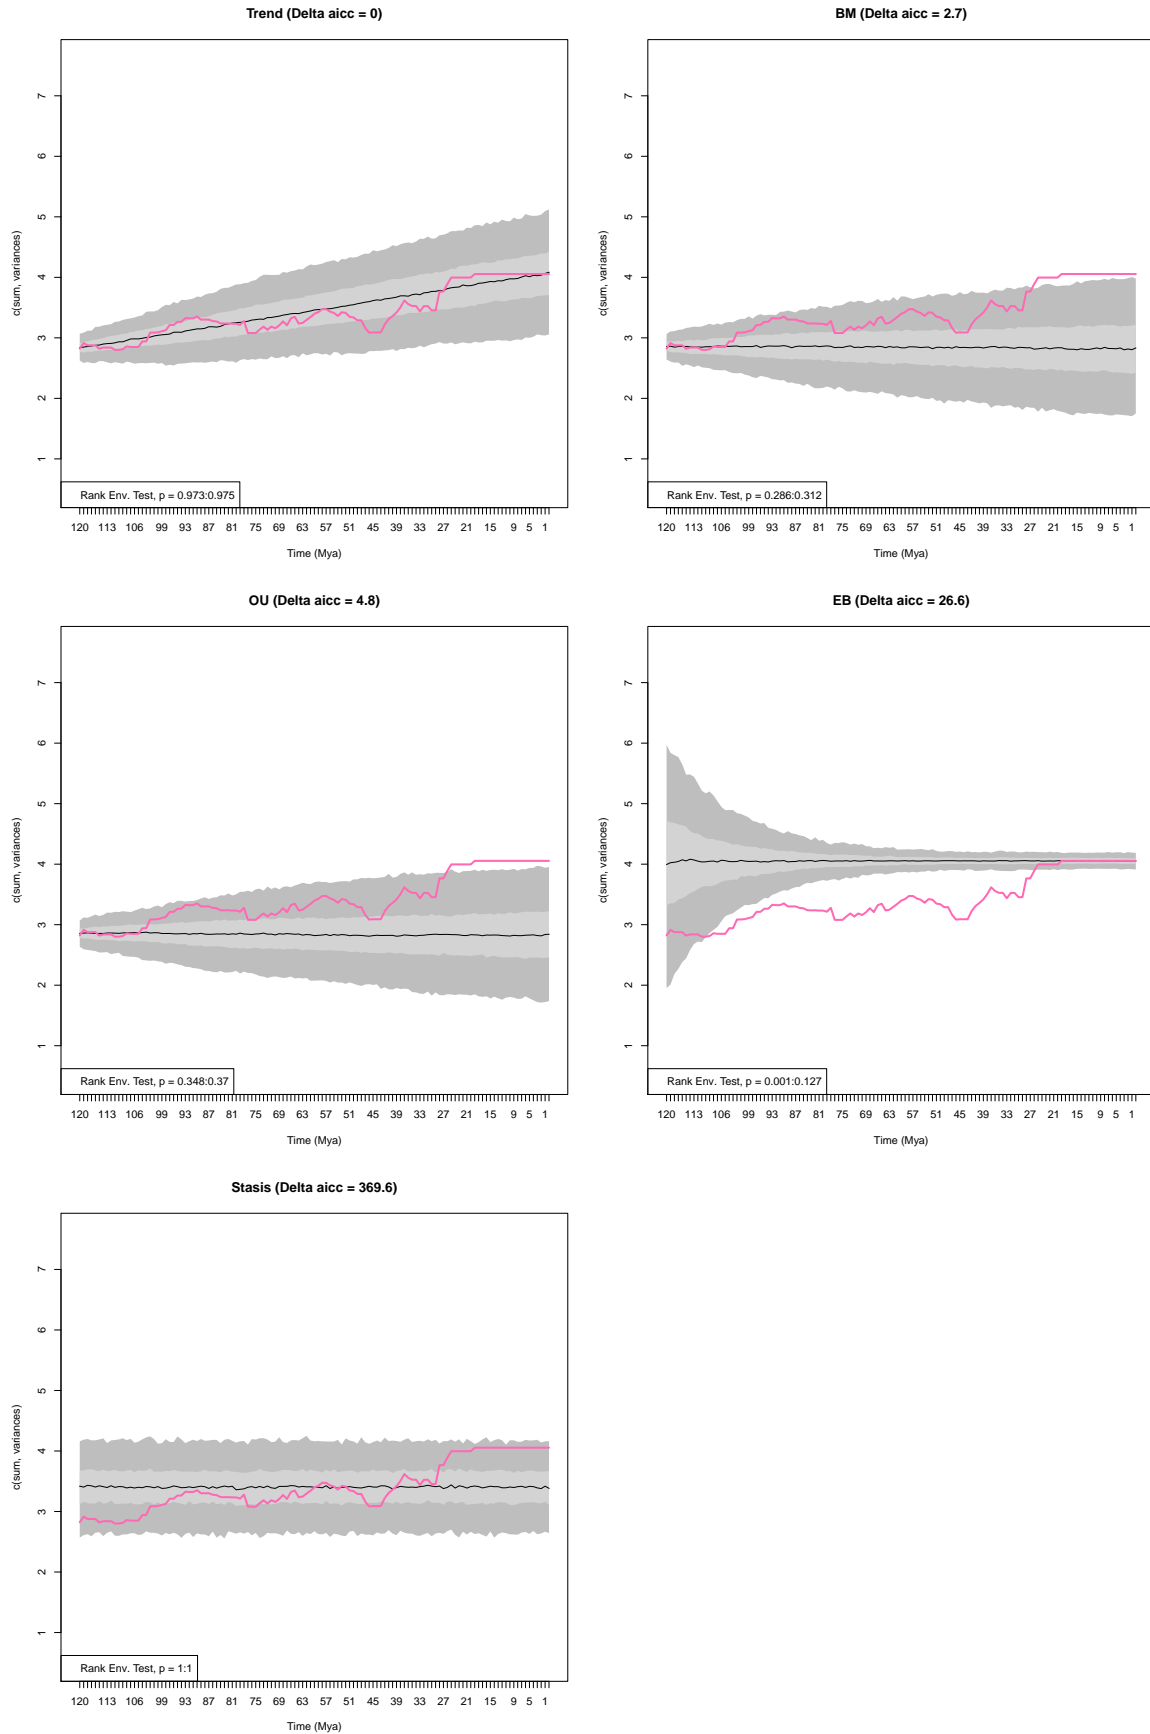 Trend (Delta aicc = 0)
c(sum, variances)
7
6
5
4
3
2
1
Rank Env. Test, p = 0.973:0.975
120 113 106 99 93 87 81 75 69 63 57 51 45 39 33 27 21 15 9 5 1
Time (Mya)
BM (Delta aicc = 2.7)
c(sum, variances)
7
6
5
4
3
2
1
Rank Env. Test, p = 0.286:0.312
120 113 106 99 93 87 81 75 69 63 57 51 45 39 33 27 21 15 9 5 1
Time (Mya)
OU (Delta aicc = 4.8)
c(sum, variances)
7
6
5
4
3
2
1
Rank Env. Test, p = 0.348:0.37
120 113 106 99 93 87 81 75 69 63 57 51 45 39 33 27 21 15 9 5 1
Time (Mya)
EB (Delta aicc = 26.6)
c(sum, variances)
7
6
5
4
3
2
1
Rank Env. Test, p = 0.001:0.127
120 113 106 99 93 87 81 75 69 63 57 51 45 39 33 27 21 15 9 5 1
Time (Mya)
Stasis (Delta aicc = 369.6)
c(sum, variances)
7
6
5
4
3
2
1
Rank Env. Test, p = 1:1
120 113 106 99 93 87 81 75 69 63 57 51 45 39 33 27 21 15 9 5 1
Time (Mya)